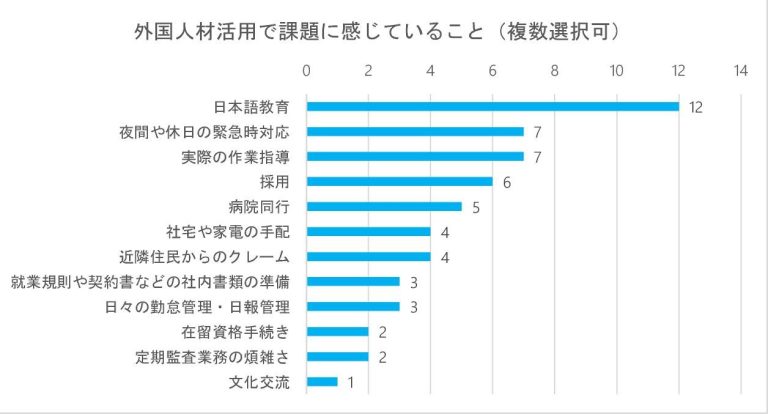 外国人材活用で課題に感じていること（複数選択可）
0 2 4 6 8 10 12 14
日本語教育 12
夜間や休日の緊急時対応 7
実際の作業指導 7
採用 6
病院同行 5
社宅や家電の手配 4
近隣住民からのクレーム 4
就業規則や契約書などの社内書類の準備 3
日々の勤怠管理・日報管理 3
在留資格手続き 2
定期監査業務の煩雑さ 2
文化交流 1